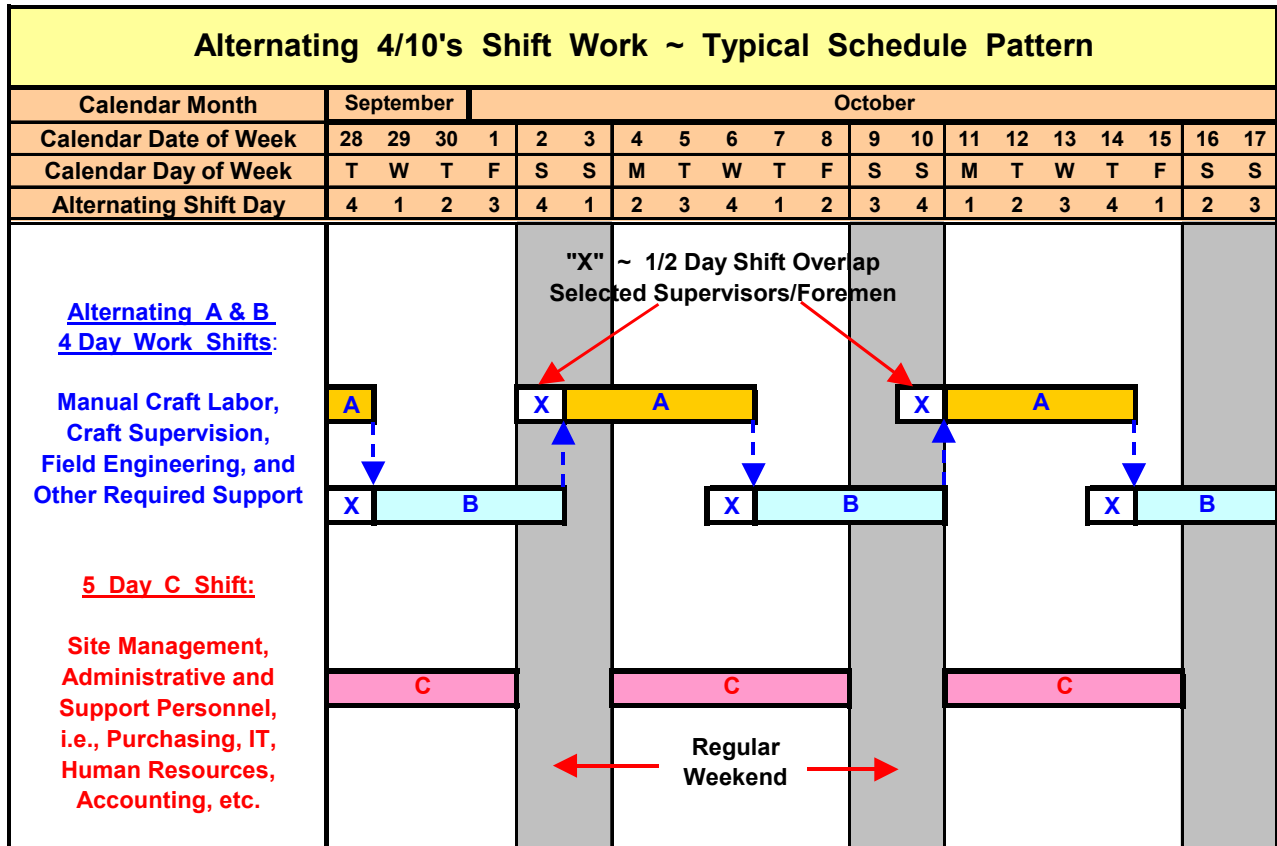 Alternating 4/10's Shift Work ~ Typical Schedule Pattern
Calendar Month September October
Calendar Date of Week 28 29 30 1 2 3 4 5 6 7 8 9 10 11 12 13 14 15 16 17
Calendar Day of Week T W T F S S M T W T F S S M T W T F S S
Alternating Shift Day 4 1 2 3 4 1 2 3 4 1 2 3 4 1 2 3 4 1 2 3
"X" ~ 1/2 Day Shift Overlap
Selected Supervisors/Foremen
Alternating A & B
4 Day Work Shifts:
Manual Craft Labor,
Craft Supervision,
Field Engineering, and
Other Required Support
A X A X A
X B X B X B
5 Day C Shift:
Site Management,
Administrative and
Support Personnel,
i.e., Purchasing, IT,
Human Resources,
Accounting, etc.
C C C
Regular
Weekend